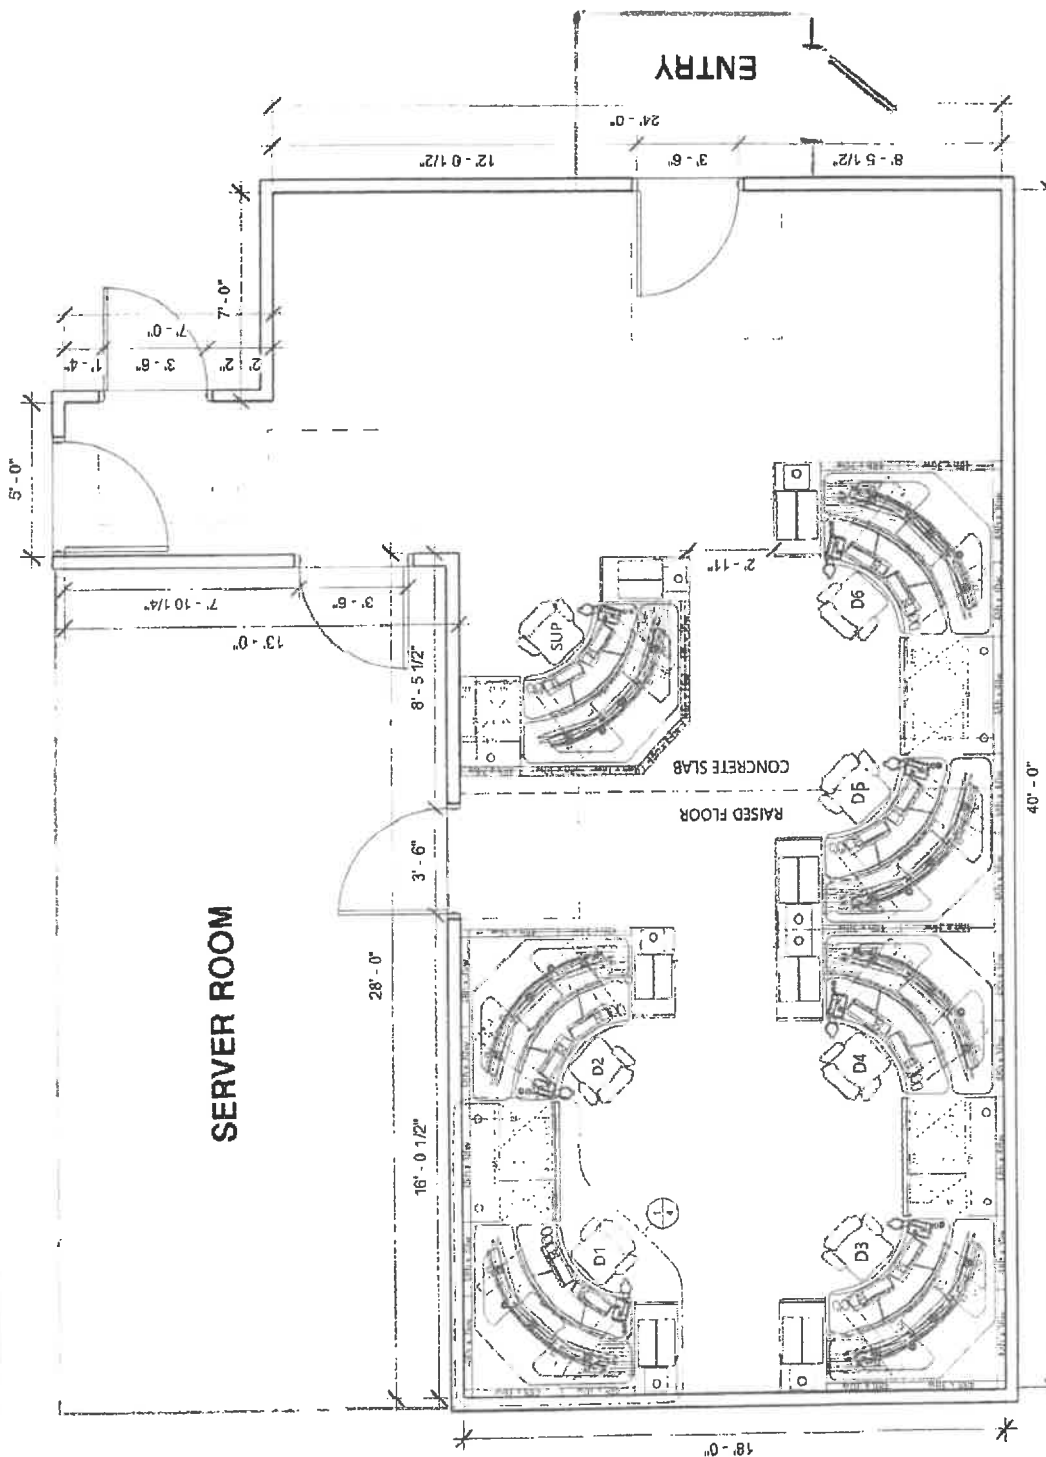 ENTRY
24' - 0"
12' - 0 1/2"
3' - 6"
8' - 5 1/2"
7' - 0"
7' - 0"
1' - 4"
3' - 6"
2' 2"
5' - 0"
7' - 10 1/4"
3' - 6"
13' - 0"
8' - 5 1/2"
2' - 11"
SUP
D6
CONCRETE SLAB
RAISED FLOOR
D5
40' - 0"
3' - 6"
28' - 0"
SERVER ROOM
16' - 0 1/2"
D2
D4
D1
D3
18' - 0"